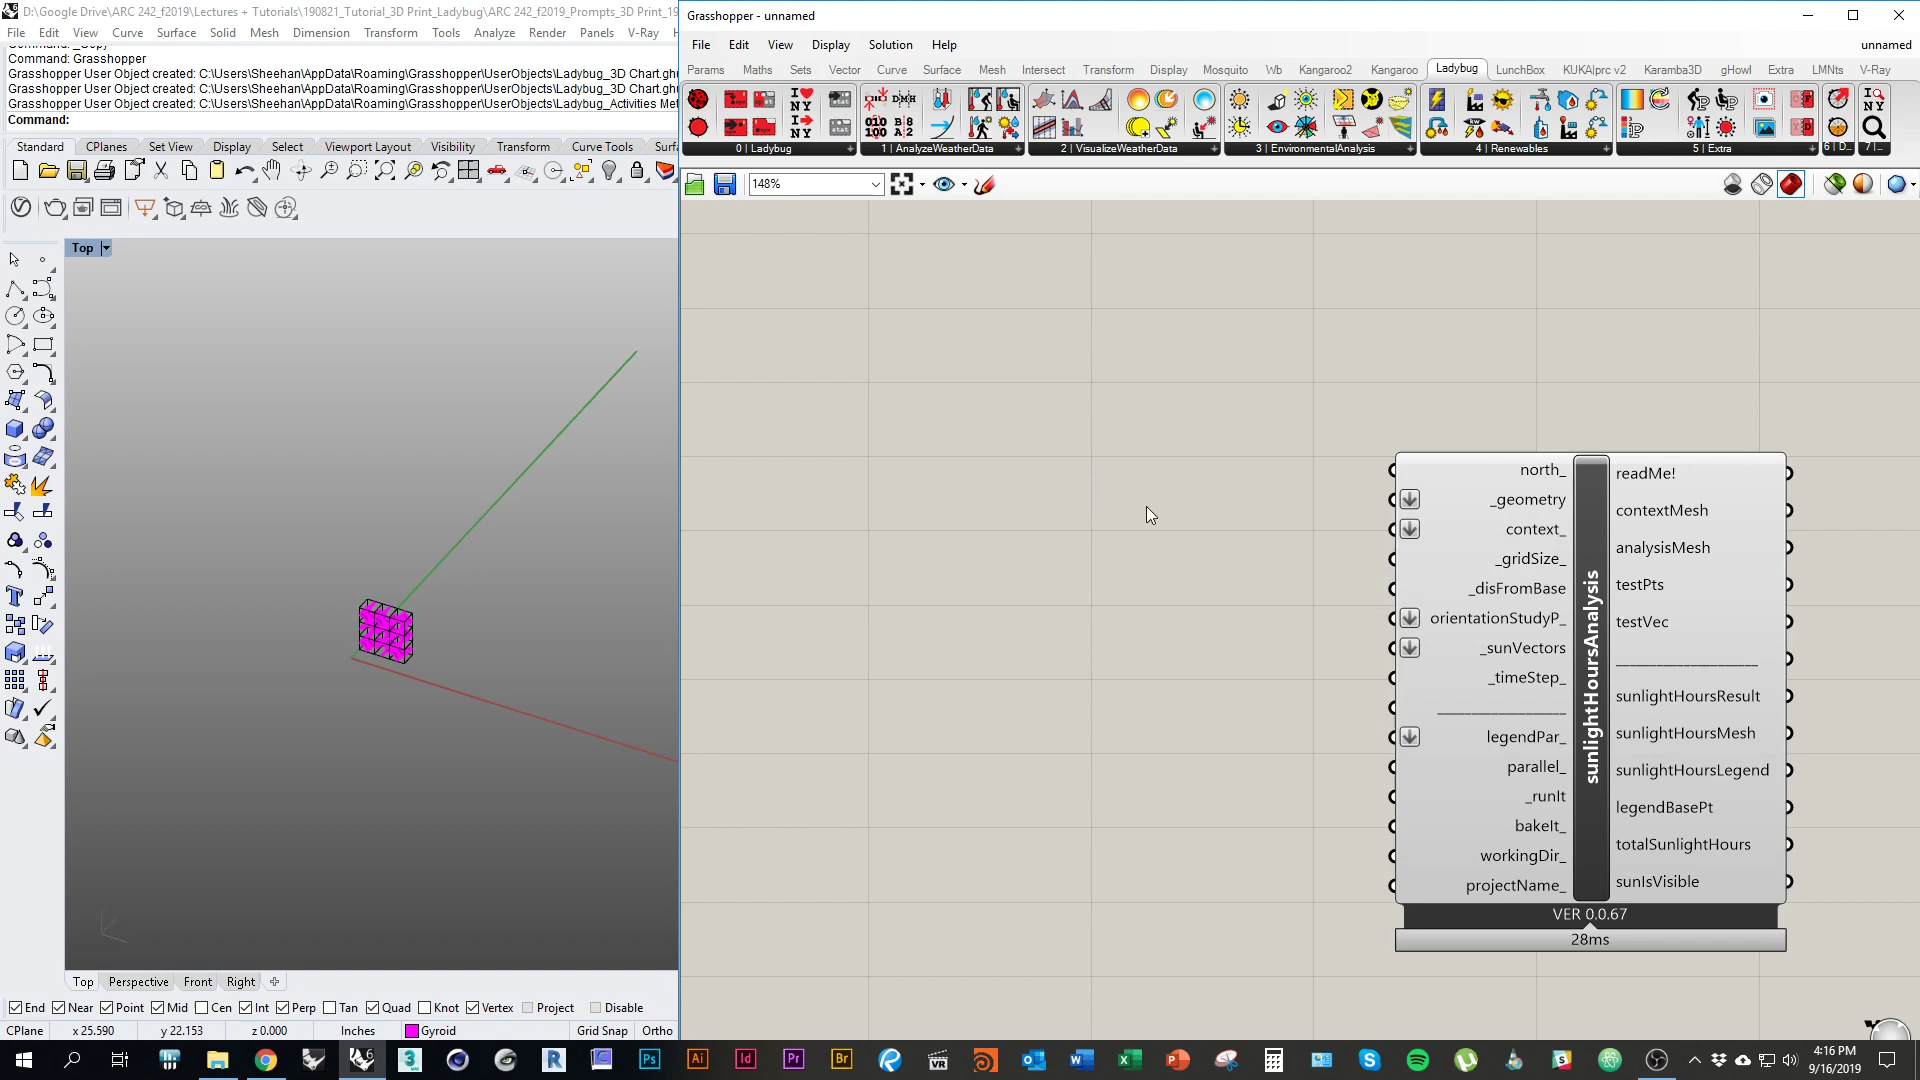 D:\Google Drive\ARC 242_f2019\Lectures + Tutorials\190821_Tutorial_3D Print_Ladybug\ARC 242_f2019_Prompts_3D Print_19
File Edit View Curve Surface Solid Mesh Dimension Transform Tools Analyze Render Panels V-Ray
Command: _Copy
Command: Grasshopper
Grasshopper User Object created: C:\Users\Sheehan\AppData\Roaming\Grasshopper\UserObjects\Ladybug_3D Chart.ghu
Grasshopper User Object created: C:\Users\Sheehan\AppData\Roaming\Grasshopper\UserObjects\Ladybug_3D Chart.ghu
Grasshopper User Object created: C:\Users\Sheehan\AppData\Roaming\Grasshopper\UserObjects\Ladybug_Activities Met
Command:
Standard CPlanes Set View Display Select Viewport Layout Visibility Transform Curve Tools Surf
Top
Top Perspective Front Right
End Near Point Mid Cen Int Perp Tan Quad Knot Vertex Project Disable
CPlane x 25.590 y 22.153 z 0.000 Inches Gyroid Grid Snap Ortho
Grasshopper - unnamed
File Edit View Display Solution Help unnamed
Params Maths Sets Vector Curve Surface Mesh Intersect Transform Display Mosquito Wb Kangaroo2 Kangaroo Ladybug LunchBox KUKA|prc v2 Karamba3D gHowl Extra LMNts V-Ray
0 | Ladybug 1 | AnalyzeWeatherData 2 | VisualizeWeatherData 3 | EnvironmentalAnalysis 4 | Renewables 5 | Extra 6 | D... 7 |...
148%
north_
_geometry
context_
_gridSize_
_disFromBase
orientationStudyP_
_sunVectors
_timeStep_
legendPar_
parallel_
_runIt
bakeIt_
workingDir_
projectName_
sunlightHoursAnalysis
readMe!
contextMesh
analysisMesh
testPts
testVec
sunlightHoursResult
sunlightHoursMesh
sunlightHoursLegend
legendBasePt
totalSunlightHours
sunIsVisible
VER 0.0.67
28ms
4:16 PM
9/16/2019